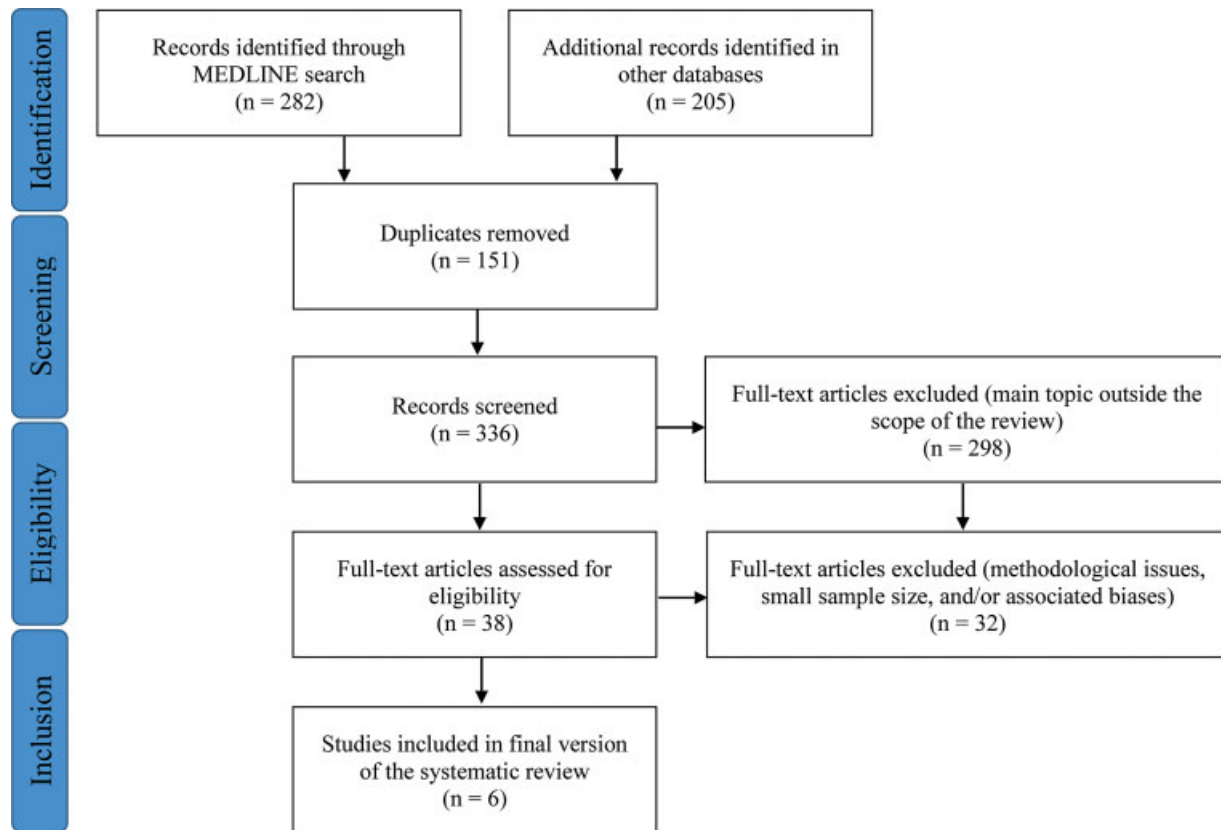 Identification
Records identified through
MEDLINE search
(n = 282)
Additional records identified in
other databases
(n = 205)
Screening
Duplicates removed
(n = 151)
Records screened
(n = 336)
Full-text articles excluded (main topic outside the
scope of the review)
(n = 298)
Eligibility
Full-text articles assessed for
eligibility
(n = 38)
Full-text articles excluded (methodological issues,
small sample size, and/or associated biases)
(n = 32)
Inclusion
Studies included in final version
of the systematic review
(n = 6)